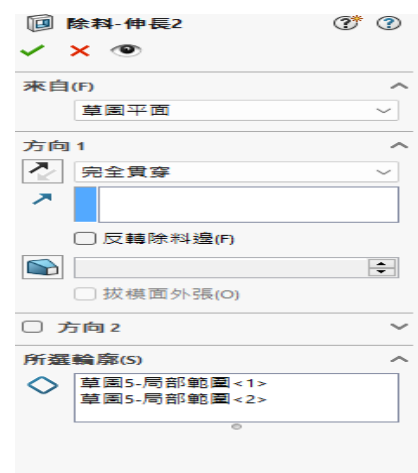 除料-伸長2
來自(F)
草圖平面
方向 1
完全貫穿
反轉除料邊(F)
拔模面外張(O)
方向 2
所選輪廓(S)
草圖5-局部範圍<1>
草圖5-局部範圍<2>